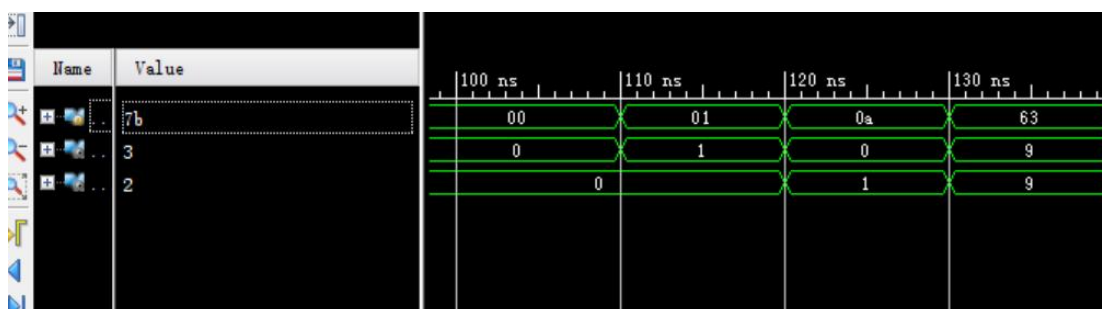 Name Value
100 ns 110 ns 120 ns 130 ns
.. 7b 00 01 0a 63
.. 3 0 1 0 9
.. 2 0 1 9